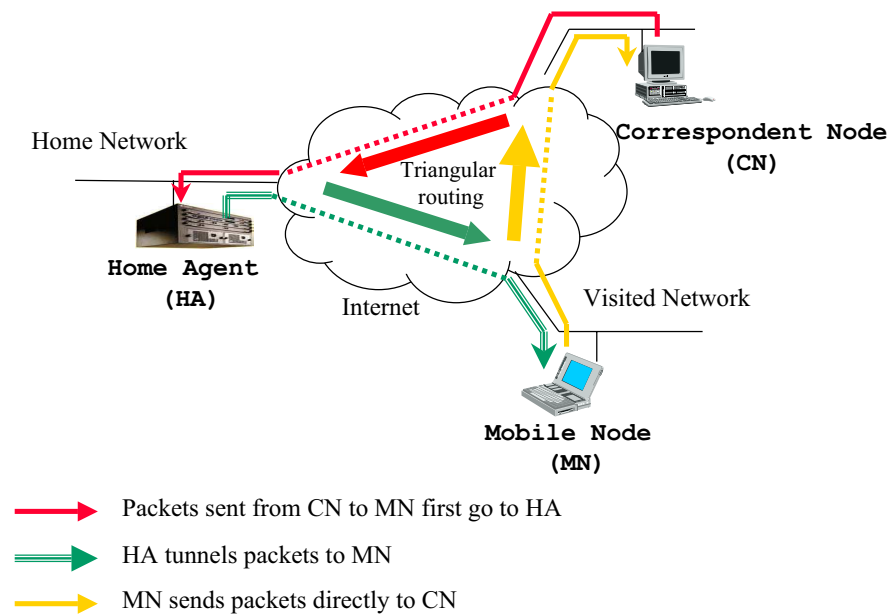 Home Network
Correspondent Node
(CN)
Triangular
routing
Home Agent
(HA)
Internet
Visited Network
Mobile Node
(MN)
Packets sent from CN to MN first go to HA
HA tunnels packets to MN
MN sends packets directly to CN